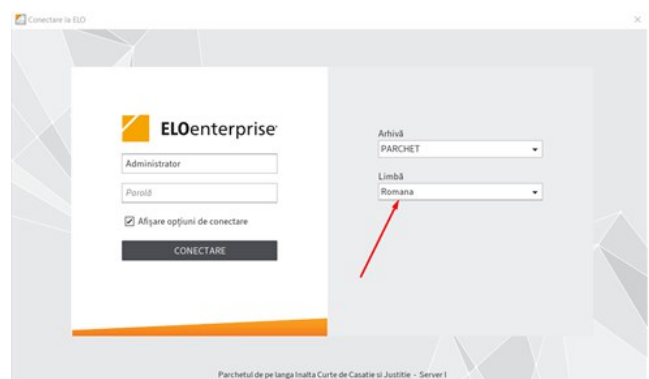 Conectare la ELO
ELOenterprise
Administrator
Parolă
Afișare opțiuni de conectare
CONECTARE
Arhivă
PARCHET
Limbă
Romana
Parchetul de pe langa Inalta Curte de Casatie si Justitie - Server I